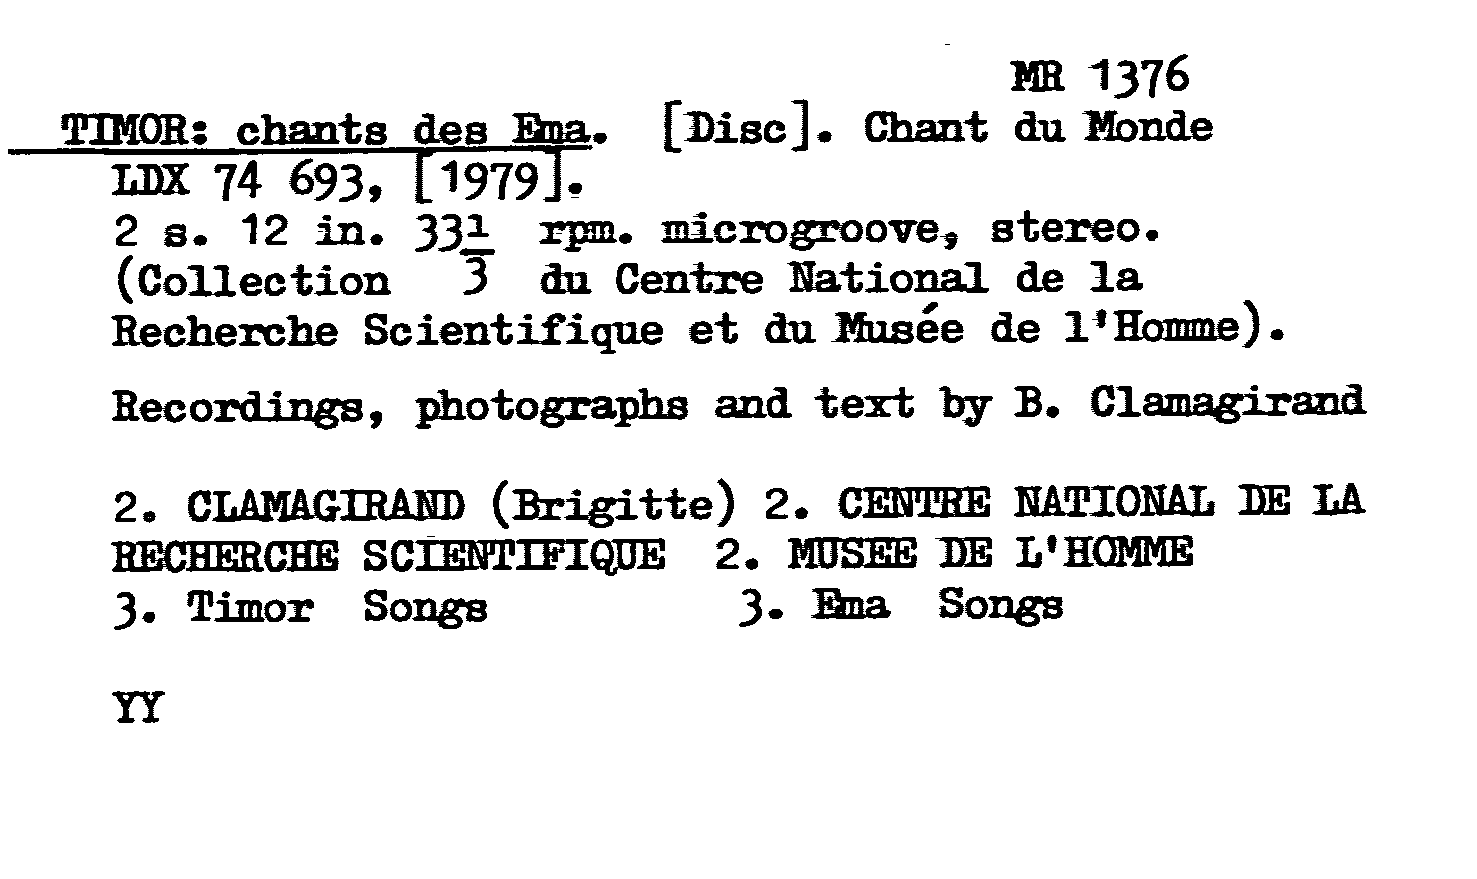 MR 1376
TIMOR: chants des Ema. [Disc]. Chant du Monde
LDX 74 693, [1979].
2 s. 12 in. 33 1/3 rpm. microgroove, stereo.
(Collection du Centre National de la
Recherche Scientifique et du Musée de l'Homme).
Recordings, photographs and text by B. Clamagirand
2. CLAMAGIRAND (Brigitte) 2. CENTRE NATIONAL DE LA
RECHERCHE SCIENTIFIQUE 2. MUSEE DE L'HOMME
3. Timor Songs 3. Ema Songs
YY